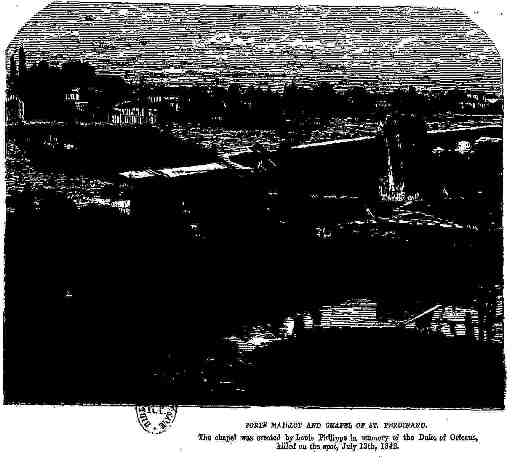 PORTE MAILLOT AND CHAPEL OF ST. FERDINAND.
The chapel was erected by Louis Philippe in memory of the Duke of Orleans,
killed on the spot, July 13th, 1842.